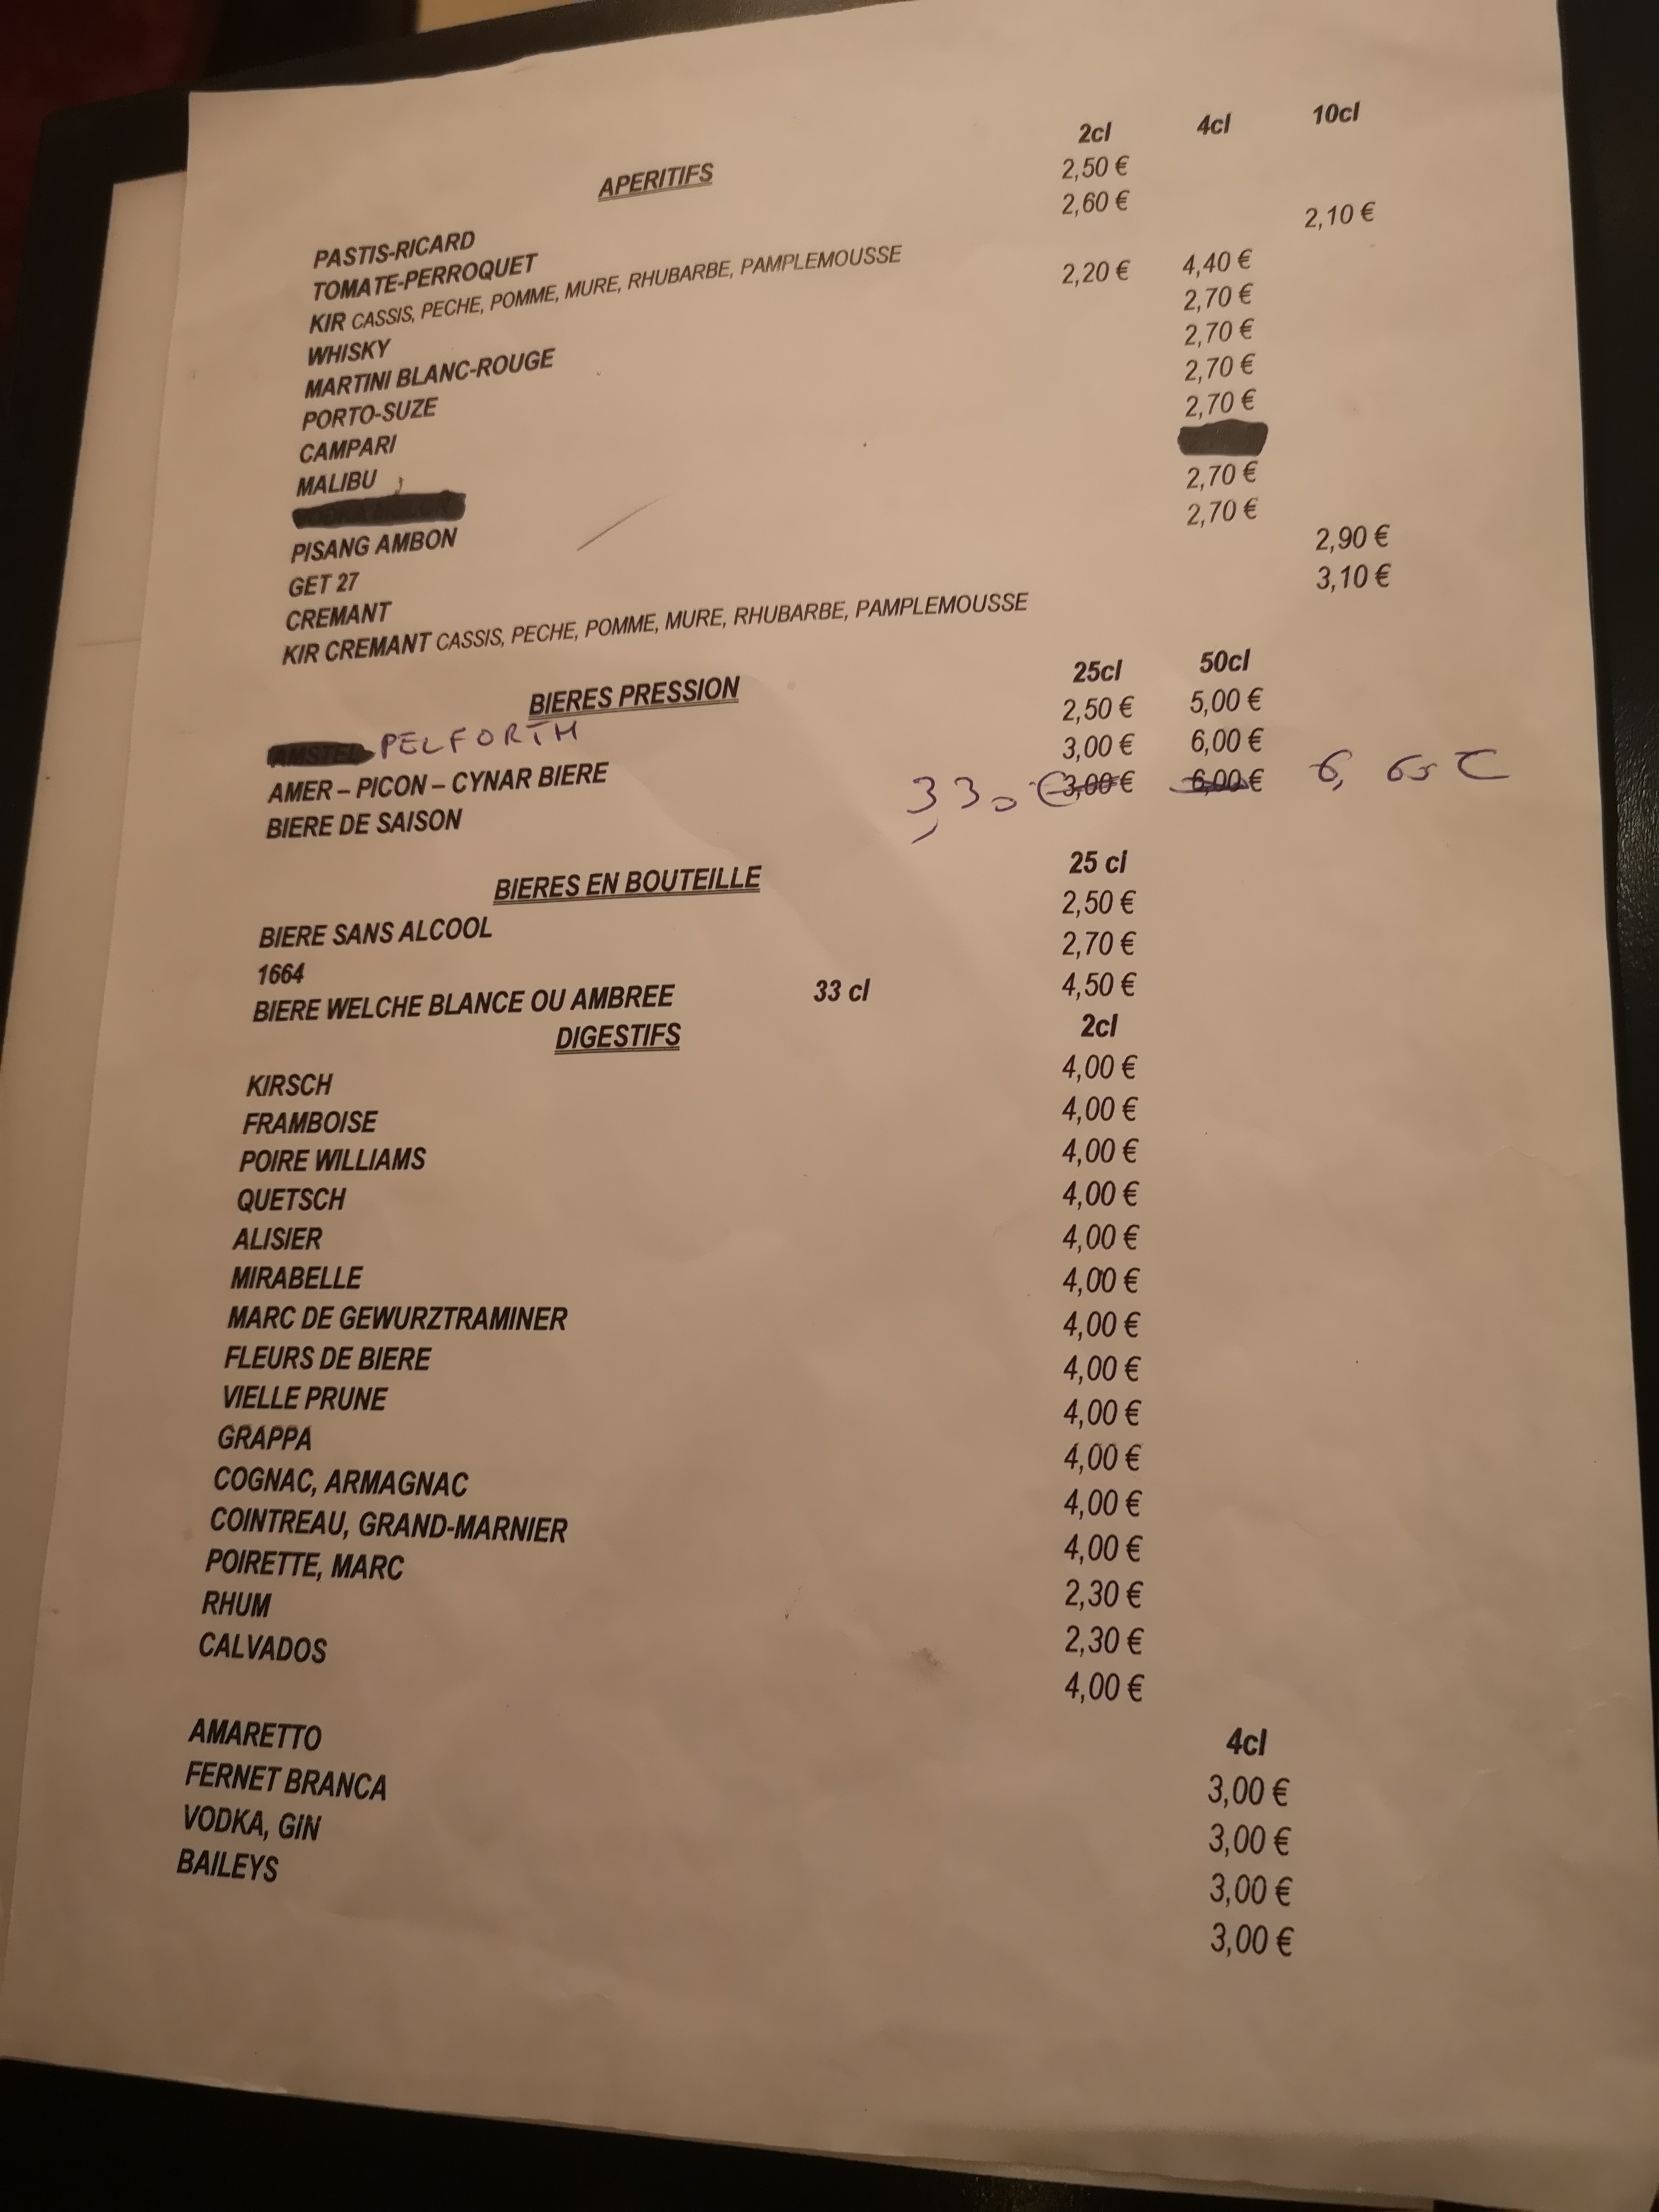 2cl 4cl 10cl
APERITIFS
PASTIS-RICARD 2,50 €
TOMATE-PERROQUET 2,60 €
KIR CASSIS, PECHE, POMME, MURE, RHUBARBE, PAMPLEMOUSSE 2,10 €
WHISKY 2,20 € 4,40 €
MARTINI BLANC-ROUGE 2,70 €
PORTO-SUZE 2,70 €
CAMPARI 2,70 €
MALIBU 2,70 €
PISANG AMBON 2,70 €
GET 27 2,70 €
CREMANT 2,90 €
KIR CREMANT CASSIS, PECHE, POMME, MURE, RHUBARBE, PAMPLEMOUSSE 3,10 €
BIERES PRESSION 25cl 50cl
AMSTEL PELFORTH 2,50 € 5,00 €
AMER – PICON – CYNAR BIERE 3,00 € 6,00 €
BIERE DE SAISON 3,30 € 3,00 € 6,00 €
BIERES EN BOUTEILLE 25 cl
BIERE SANS ALCOOL 2,50 €
1664 2,70 €
BIERE WELCHE BLANCE OU AMBREE 33 cl 4,50 €
DIGESTIFS 2cl
KIRSCH 4,00 €
FRAMBOISE 4,00 €
POIRE WILLIAMS 4,00 €
QUETSCH 4,00 €
ALISIER 4,00 €
MIRABELLE 4,00 €
MARC DE GEWURZTRAMINER 4,00 €
FLEURS DE BIERE 4,00 €
VIELLE PRUNE 4,00 €
GRAPPA 4,00 €
COGNAC, ARMAGNAC 4,00 €
COINTREAU, GRAND-MARNIER 4,00 €
POIRETTE, MARC 2,30 €
RHUM 2,30 €
CALVADOS 4,00 €
4cl
AMARETTO 3,00 €
FERNET BRANCA 3,00 €
VODKA, GIN 3,00 €
BAILEYS 3,00 €